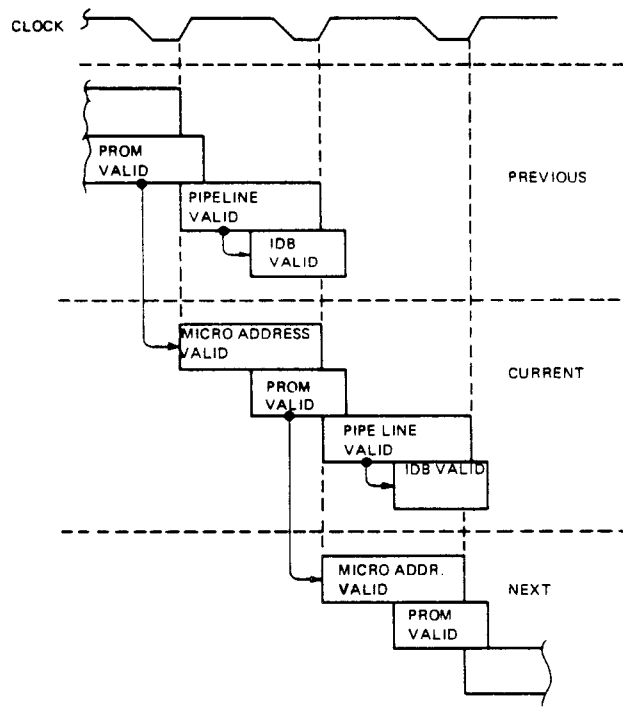 CLOCK
PROM
VALID
PIPELINE
VALID
PREVIOUS
IDB
VALID
MICRO ADDRESS
VALID
CURRENT
PROM
VALID
PIPE LINE
VALID
IDB VALID
MICRO ADDR.
VALID
NEXT
PROM
VALID